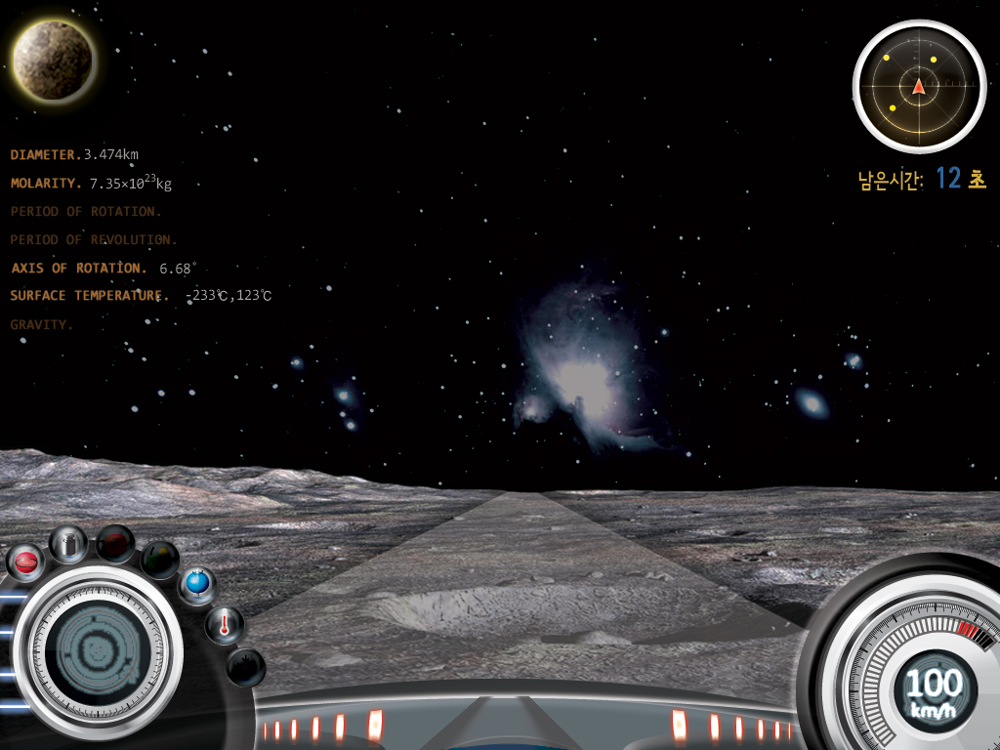 DIAMETER. 3.474km
MOLARITY. 7.35×10²³kg
PERIOD OF ROTATION.
PERIOD OF REVOLUTION.
AXIS OF ROTATION. 6.68°
SURFACE TEMPERATURE. -233℃,123℃
GRAVITY.
남은시간: 12 초
100
km/h